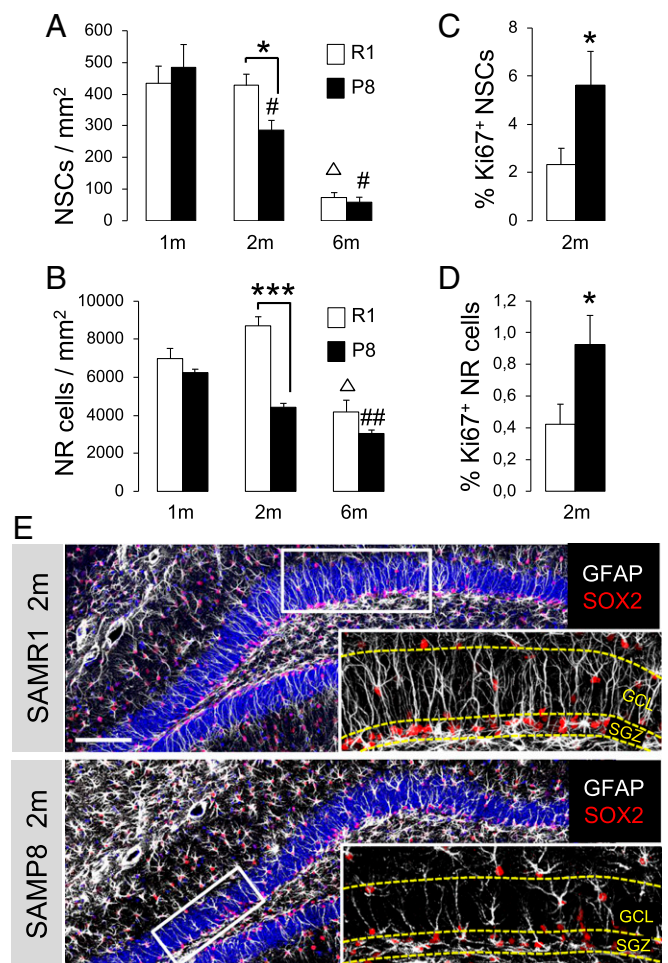 A
NSCs / mm²
600
500
400
300
200
100
0
*
#
△
#
R1
P8
1m
2m
6m
C
% Ki67⁺ NSCs
8
6
4
2
0
*
2m
B
NR cells / mm²
10000
8000
6000
4000
2000
0
***
△
##
R1
P8
1m
2m
6m
D
% Ki67⁺ NR cells
1,2
1,0
0,8
0,6
0,4
0,2
0,0
*
2m
E
SAMR1 2m
GFAP
SOX2
GCL
SGZ
SAMP8 2m
GFAP
SOX2
GCL
SGZ